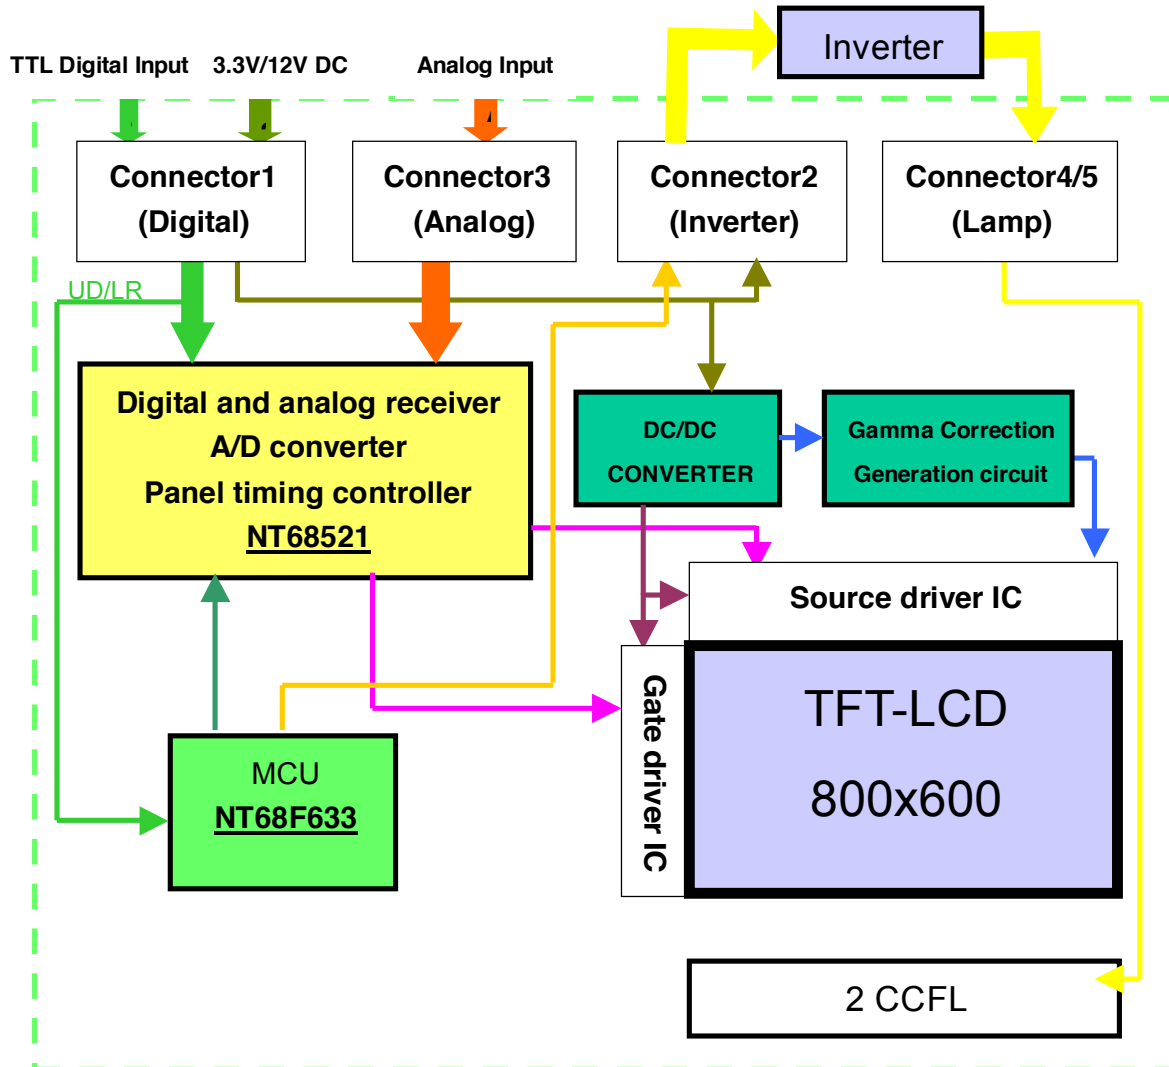 Inverter
TTL Digital Input
3.3V/12V DC
Analog Input
Connector1
(Digital)
Connector3
(Analog)
Connector2
(Inverter)
Connector4/5
(Lamp)
UD/LR
Digital and analog receiver
A/D converter
Panel timing controller
NT68521
DC/DC
CONVERTER
Gamma Correction
Generation circuit
Source driver IC
Gate driver IC
TFT-LCD
800x600
MCU
NT68F633
2 CCFL